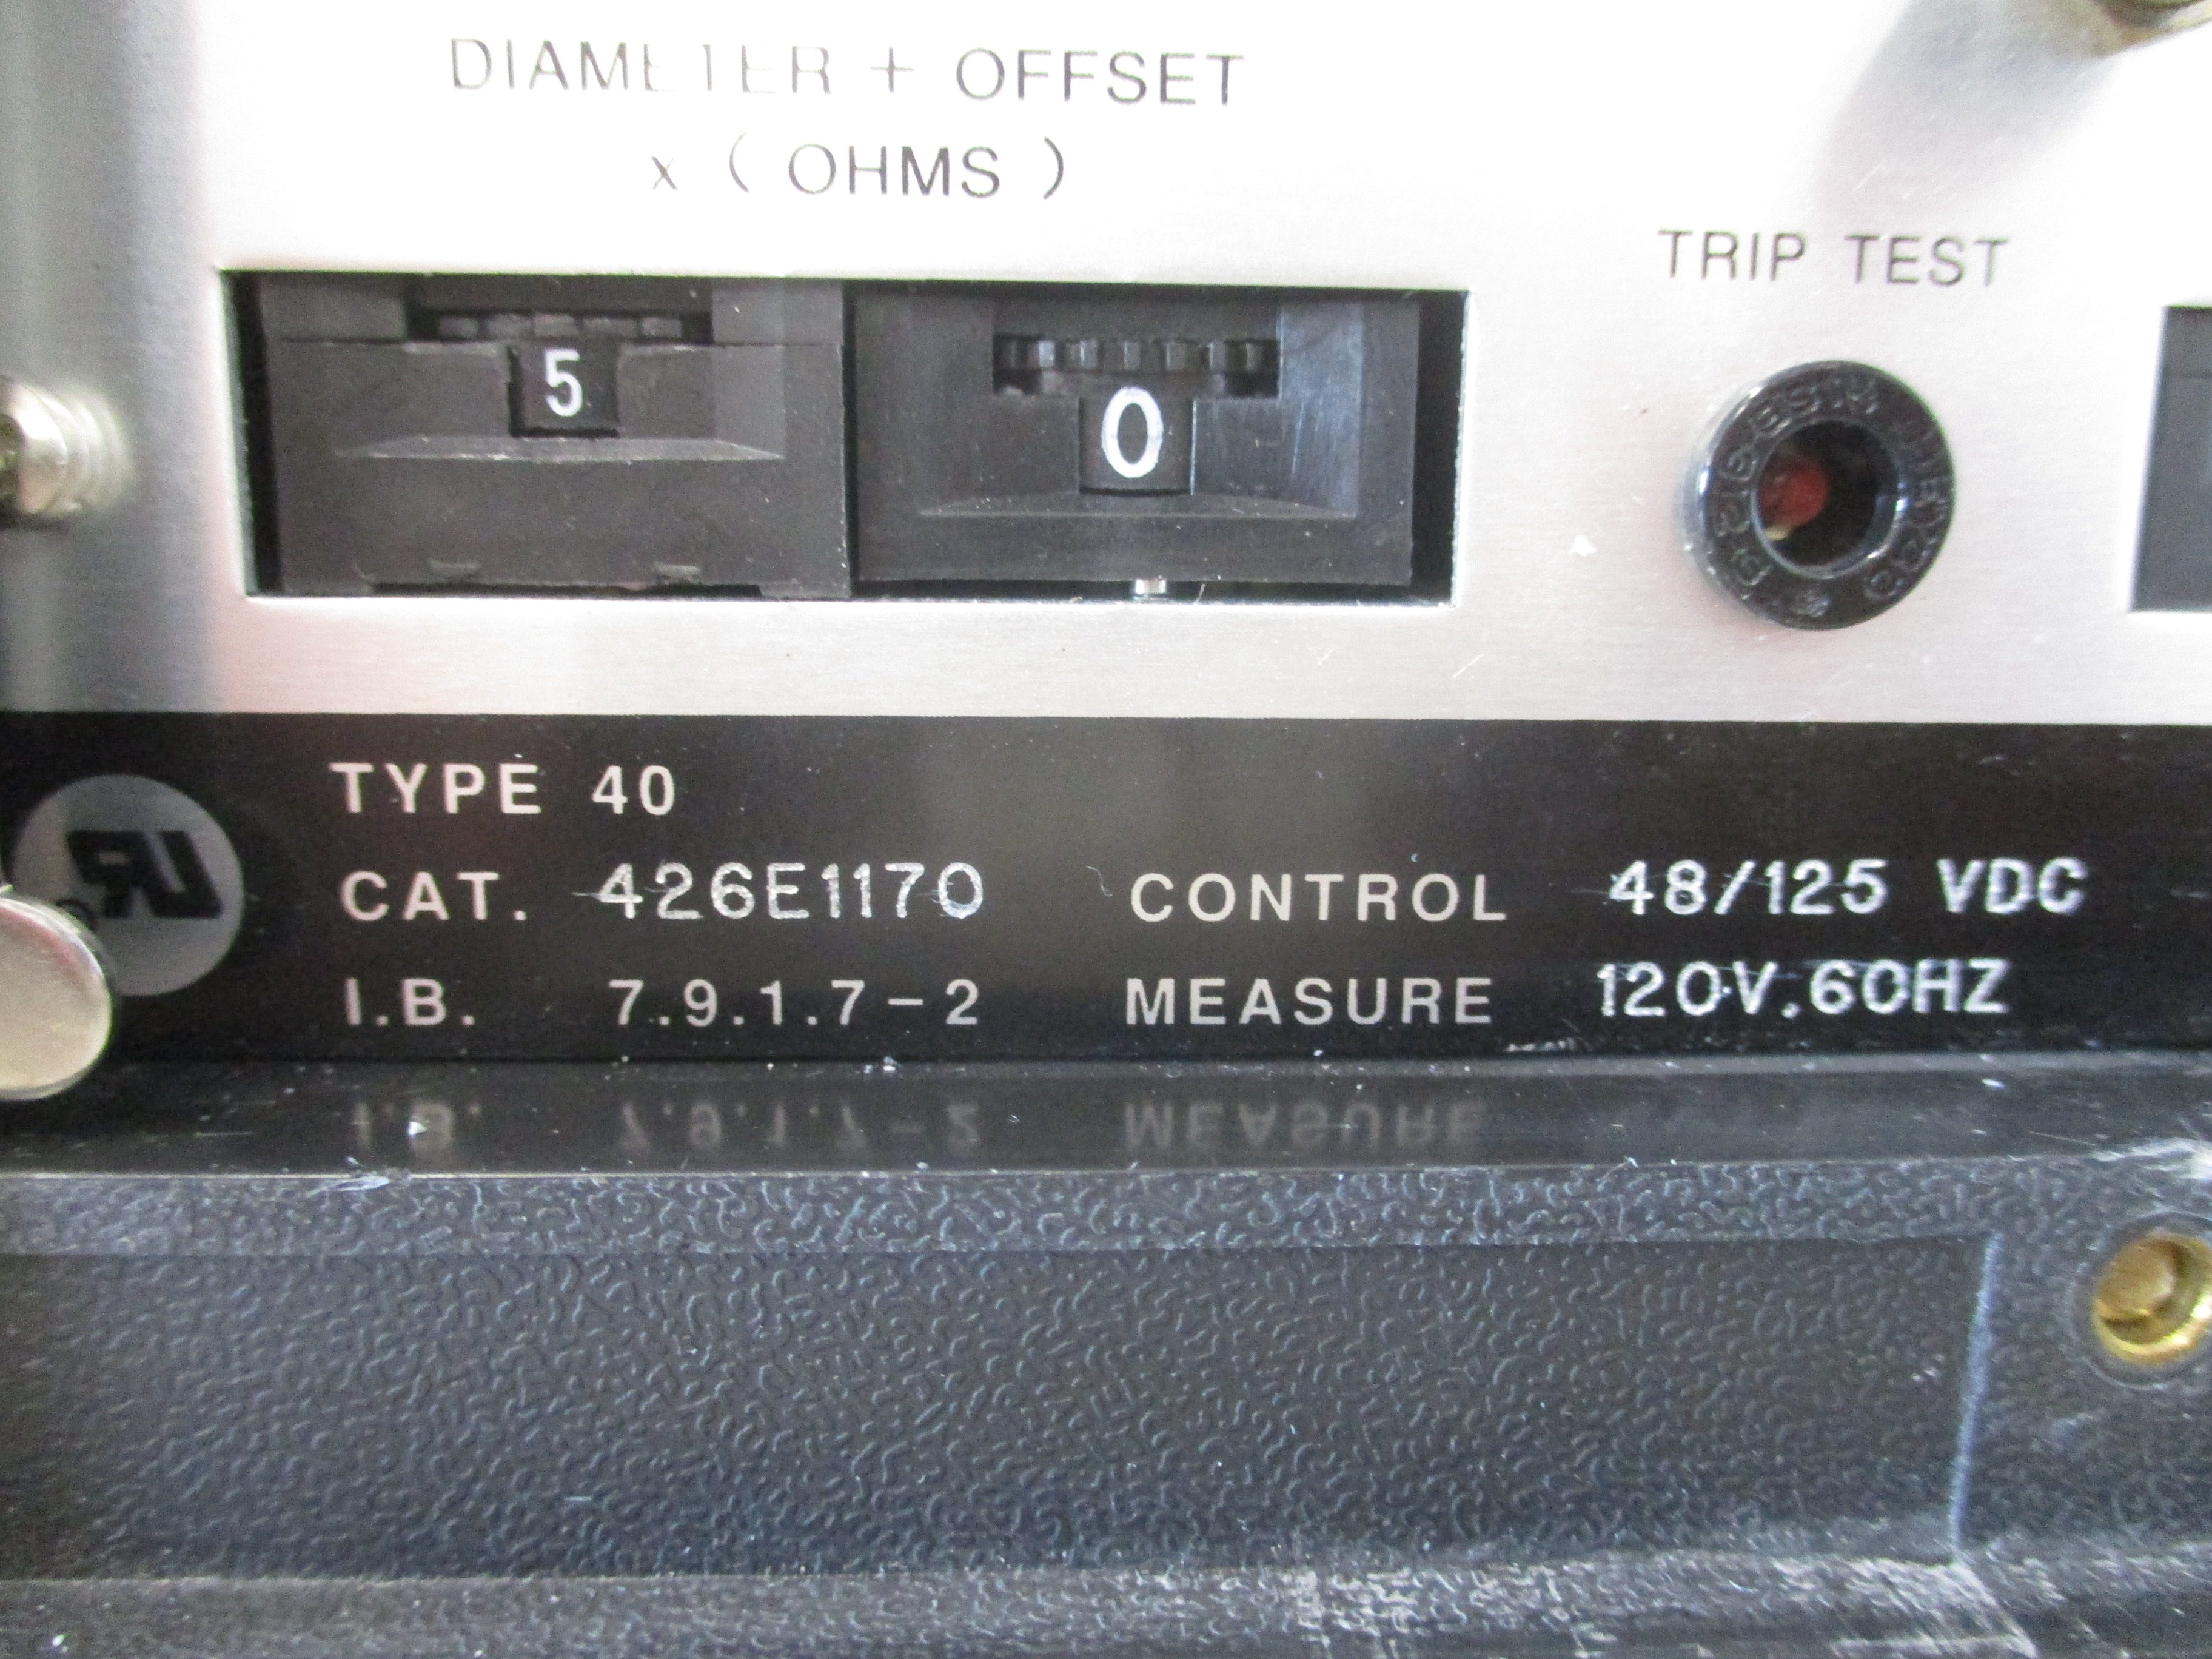 DIAMETER + OFFSET
x ( OHMS )
TRIP TEST
5 0
TYPE 40
CAT. 426E1170 CONTROL 48/125 VDC
I.B. 7.9.1.7-2 MEASURE 120V.60HZ